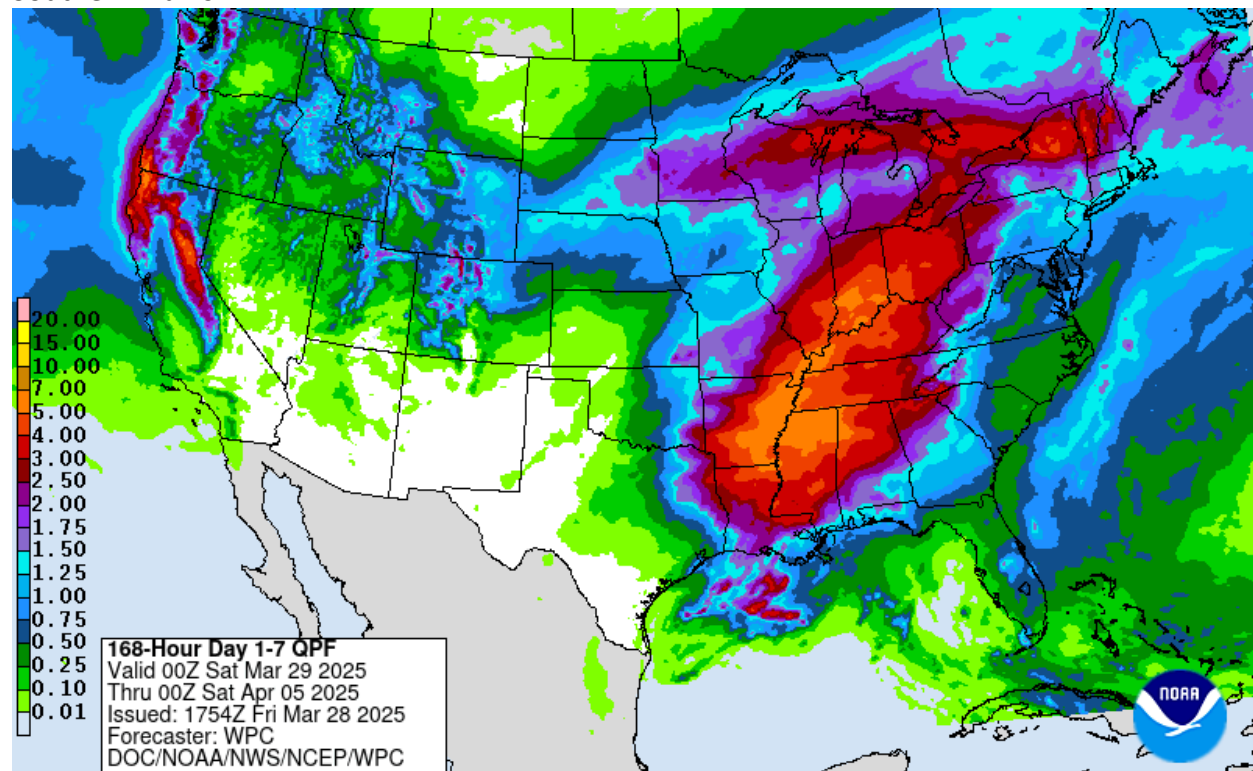 20.00
15.00
10.00
7.00
5.00
4.00
3.00
2.50
2.00
1.75
1.50
1.25
1.00
0.75
0.50
0.25
0.10
0.01
168-Hour Day 1-7 QPF
Valid 00Z Sat Mar 29 2025
Thru 00Z Sat Apr 05 2025
Issued: 1754Z Fri Mar 28 2025
Forecaster: WPC
DOC/NOAA/NWS/NCEP/WPC
NOAA